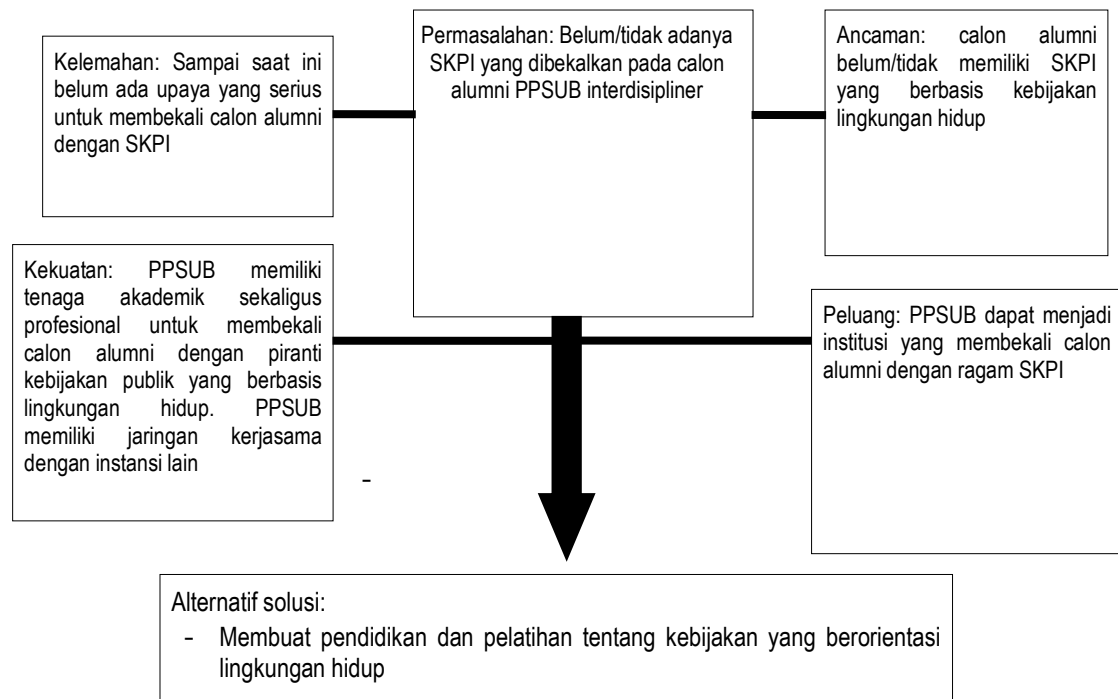 Kelemahan: Sampai saat ini
belum ada upaya yang serius
untuk membekali calon alumni
dengan SKPI
Permasalahan: Belum/tidak adanya
SKPI yang dibekalkan pada calon
alumni PPSUB interdisipliner
Ancaman: calon alumni
belum/tidak memiliki SKPI
yang berbasis kebijakan
lingkungan hidup
Kekuatan: PPSUB memiliki
tenaga akademik sekaligus
profesional untuk membekali
calon alumni dengan piranti
kebijakan publik yang berbasis
lingkungan hidup. PPSUB
memiliki jaringan kerjasama
dengan instansi lain
-
Peluang: PPSUB dapat menjadi
institusi yang membekali calon
alumni dengan ragam SKPI
Alternatif solusi:
- Membuat pendidikan dan pelatihan tentang kebijakan yang berorientasi
lingkungan hidup